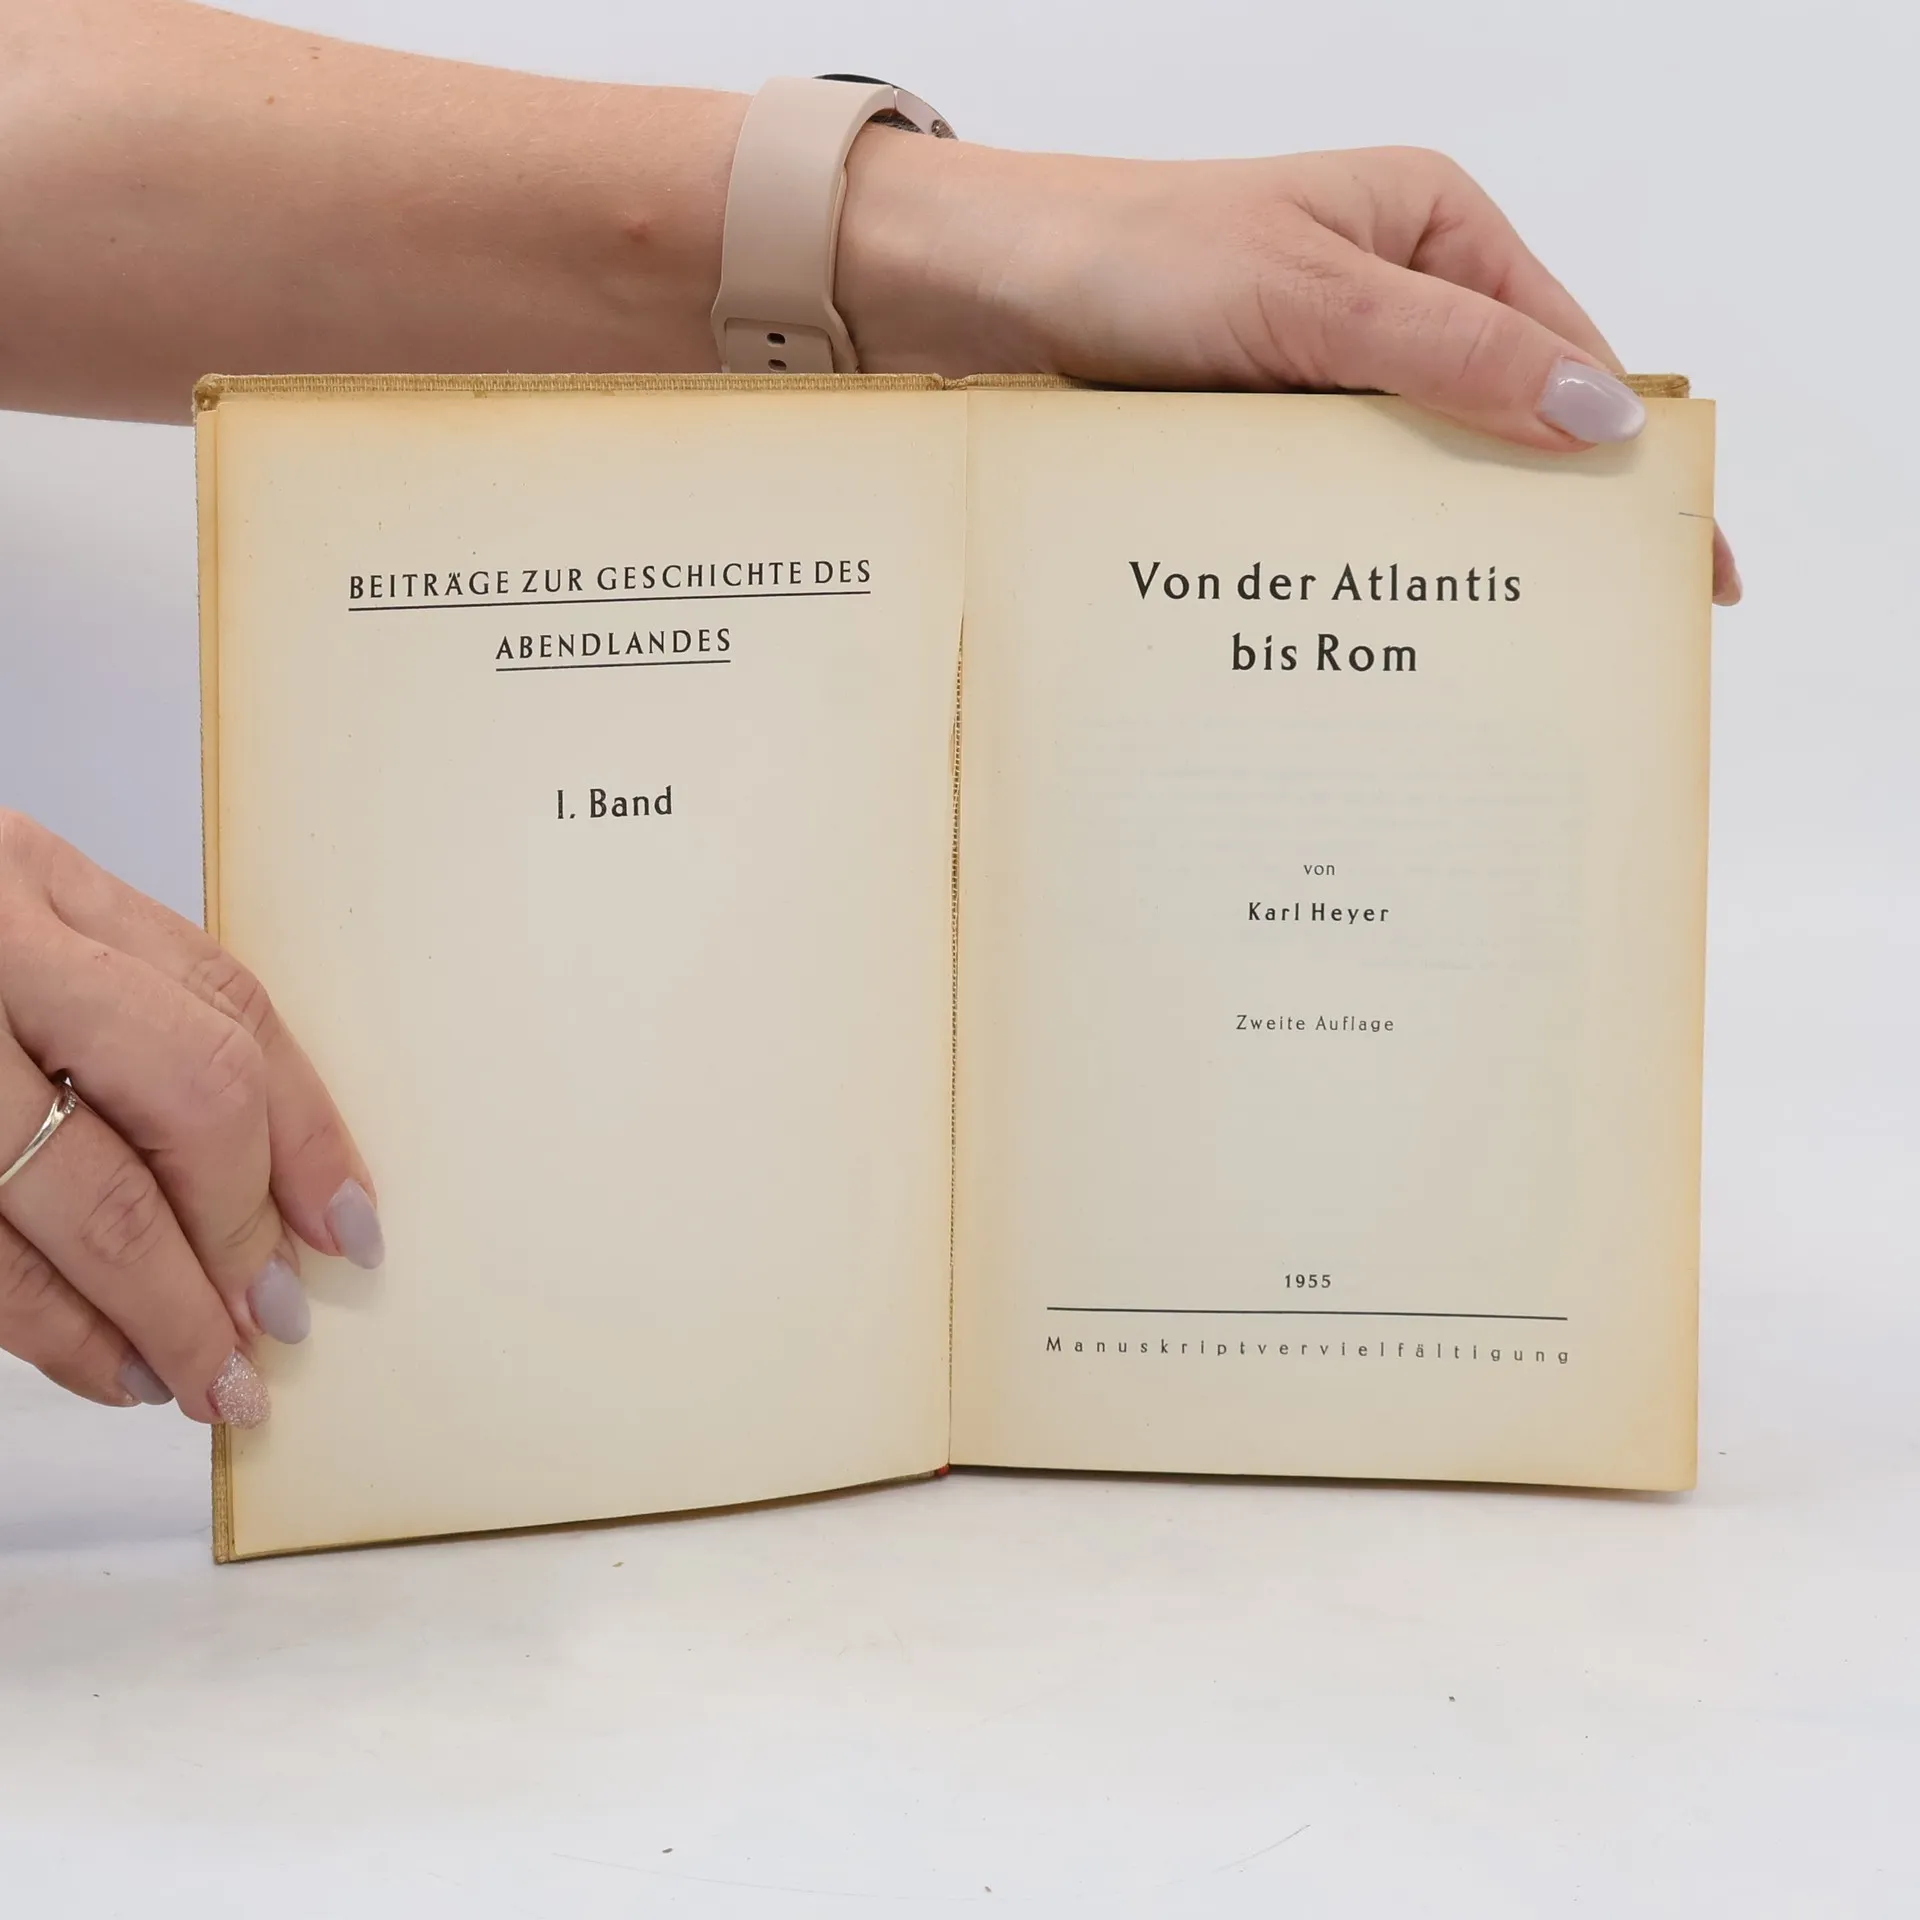 BEITRÄGE ZUR GESCHICHTE DES
ABENDLANDES
I. Band
Von der Atlantis
bis Rom
von
Karl Heyer
Zweite Auflage
1955
Manuskriptvervielfältigung